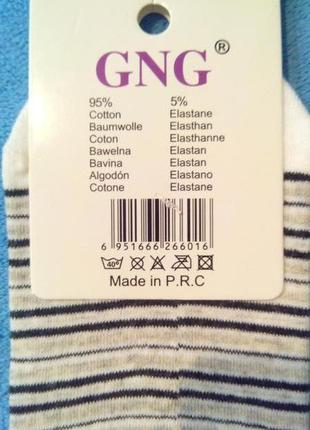 GNG®
95% 5%
Cotton Elastane
Baumwolle Elasthan
Coton Elasthanne
Bawelna Elastan
Bavina Elastan
Algodón Elastano
Cotone Elastane
6 951666 266016
40°
Made in P.R.C